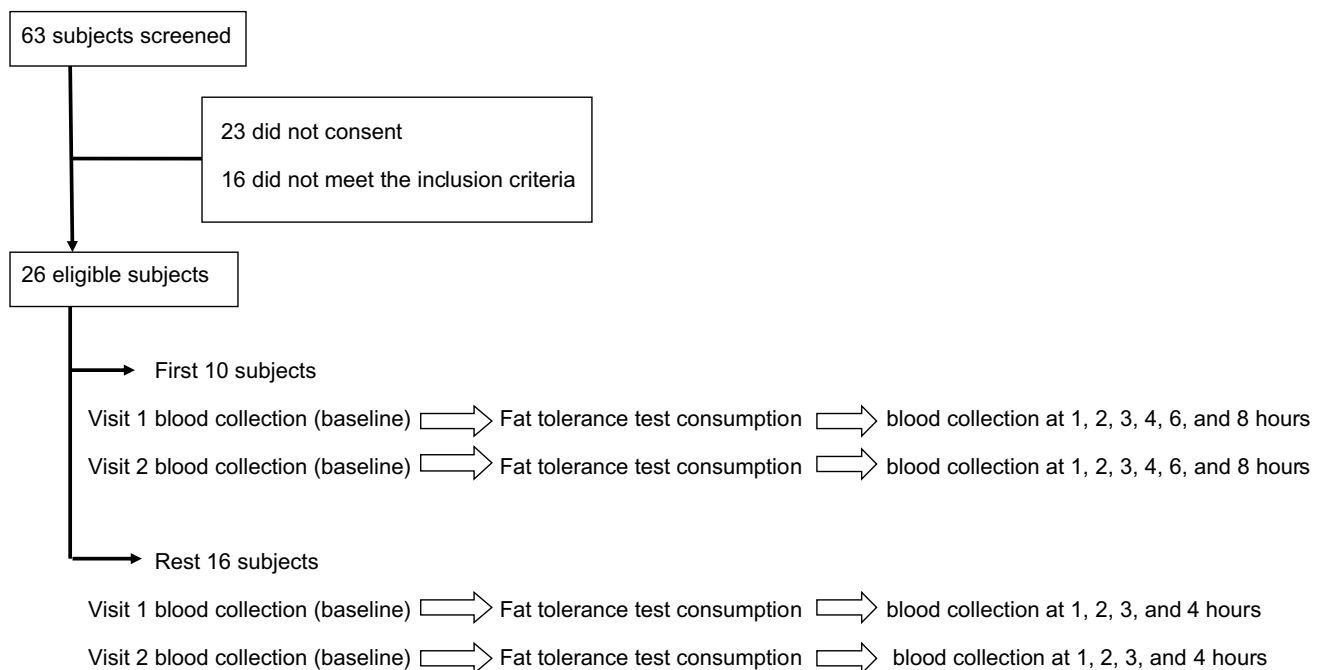 63 subjects screened
23 did not consent
16 did not meet the inclusion criteria
26 eligible subjects
First 10 subjects
Visit 1 blood collection (baseline) Fat tolerance test consumption blood collection at 1, 2, 3, 4, 6, and 8 hours
Visit 2 blood collection (baseline) Fat tolerance test consumption blood collection at 1, 2, 3, 4, 6, and 8 hours
Rest 16 subjects
Visit 1 blood collection (baseline) Fat tolerance test consumption blood collection at 1, 2, 3, and 4 hours
Visit 2 blood collection (baseline) Fat tolerance test consumption blood collection at 1, 2, 3, and 4 hours